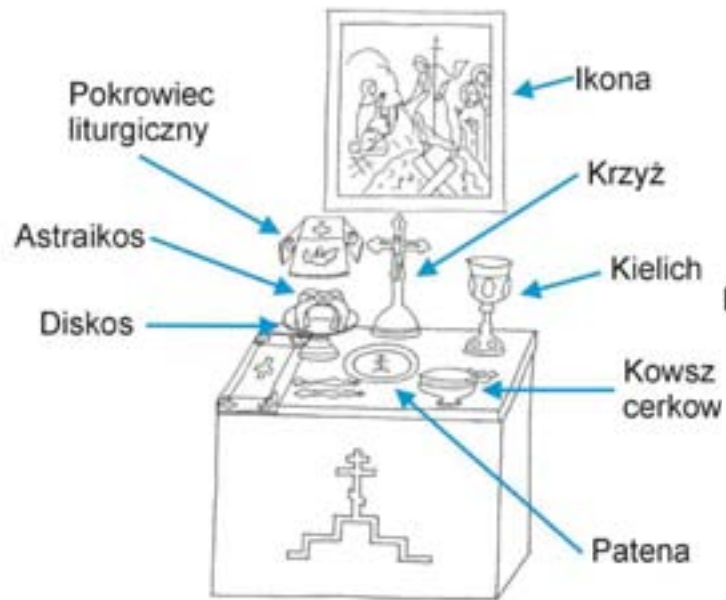 Ikona
Pokrowiec
liturgiczny
Krzyż
Astraikos
Kielich
Diskos
Kowsz
cerkow
Patena